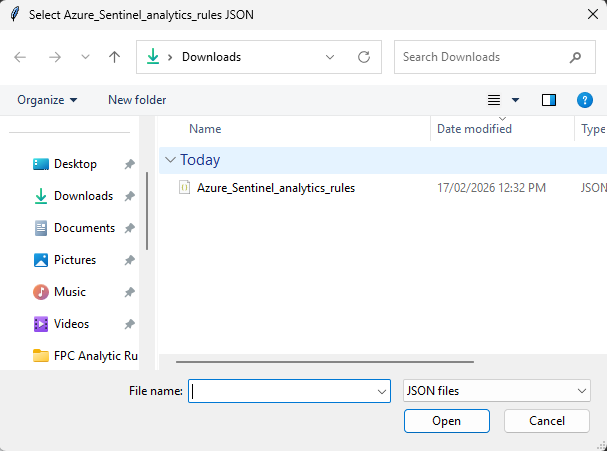 Select Azure_Sentinel_analytics_rules JSON
Downloads
Search Downloads
Organize
New folder
Name
Date modified
Type
Today
Desktop
Azure_Sentinel_analytics_rules
17/02/2026 12:32 PM
JSON
Downloads
Documents
Pictures
Music
Videos
FPC Analytic Ru
File name:
JSON files
Open
Cancel